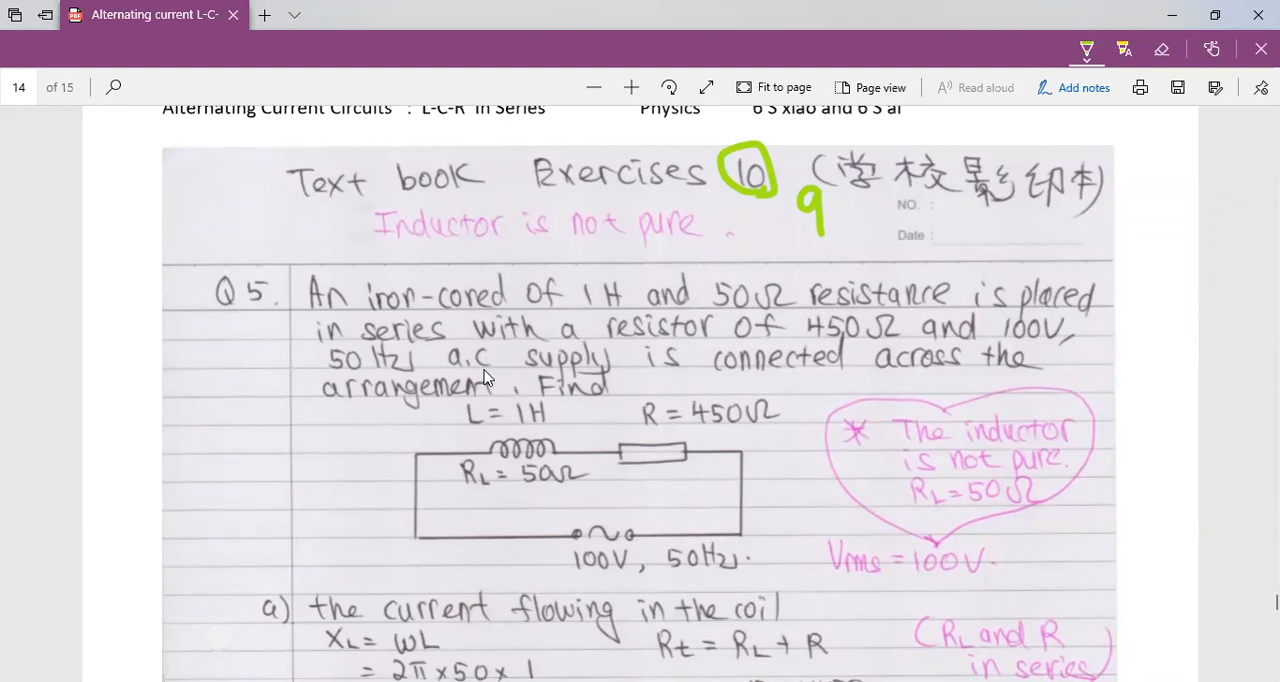 Alternating current L-C-
14 of 15
Fit to page
Page view
Read aloud
Add notes
Alternating Current Circuits : L-C-R in Series Physics 6 S xiao and 6 S ai
Text book Exercises 10 (学校影印本)
9
NO. :
Inductor is not pure.
Date :
Q 5. An iron-cored of 1H and 50Ω resistance is placed
in series with a resistor of 450Ω and 100V,
50 Hz a.c supply is connected across the
arrangement. Find
L = 1H R = 450Ω
RL = 50Ω
100V, 50Hz.
* The inductor
is not pure.
RL = 50Ω
Vrms = 100V.
a) the current flowing in the coil
XL = ωL Rt = RL + R (RL and R
= 2π × 50 × 1 in series)